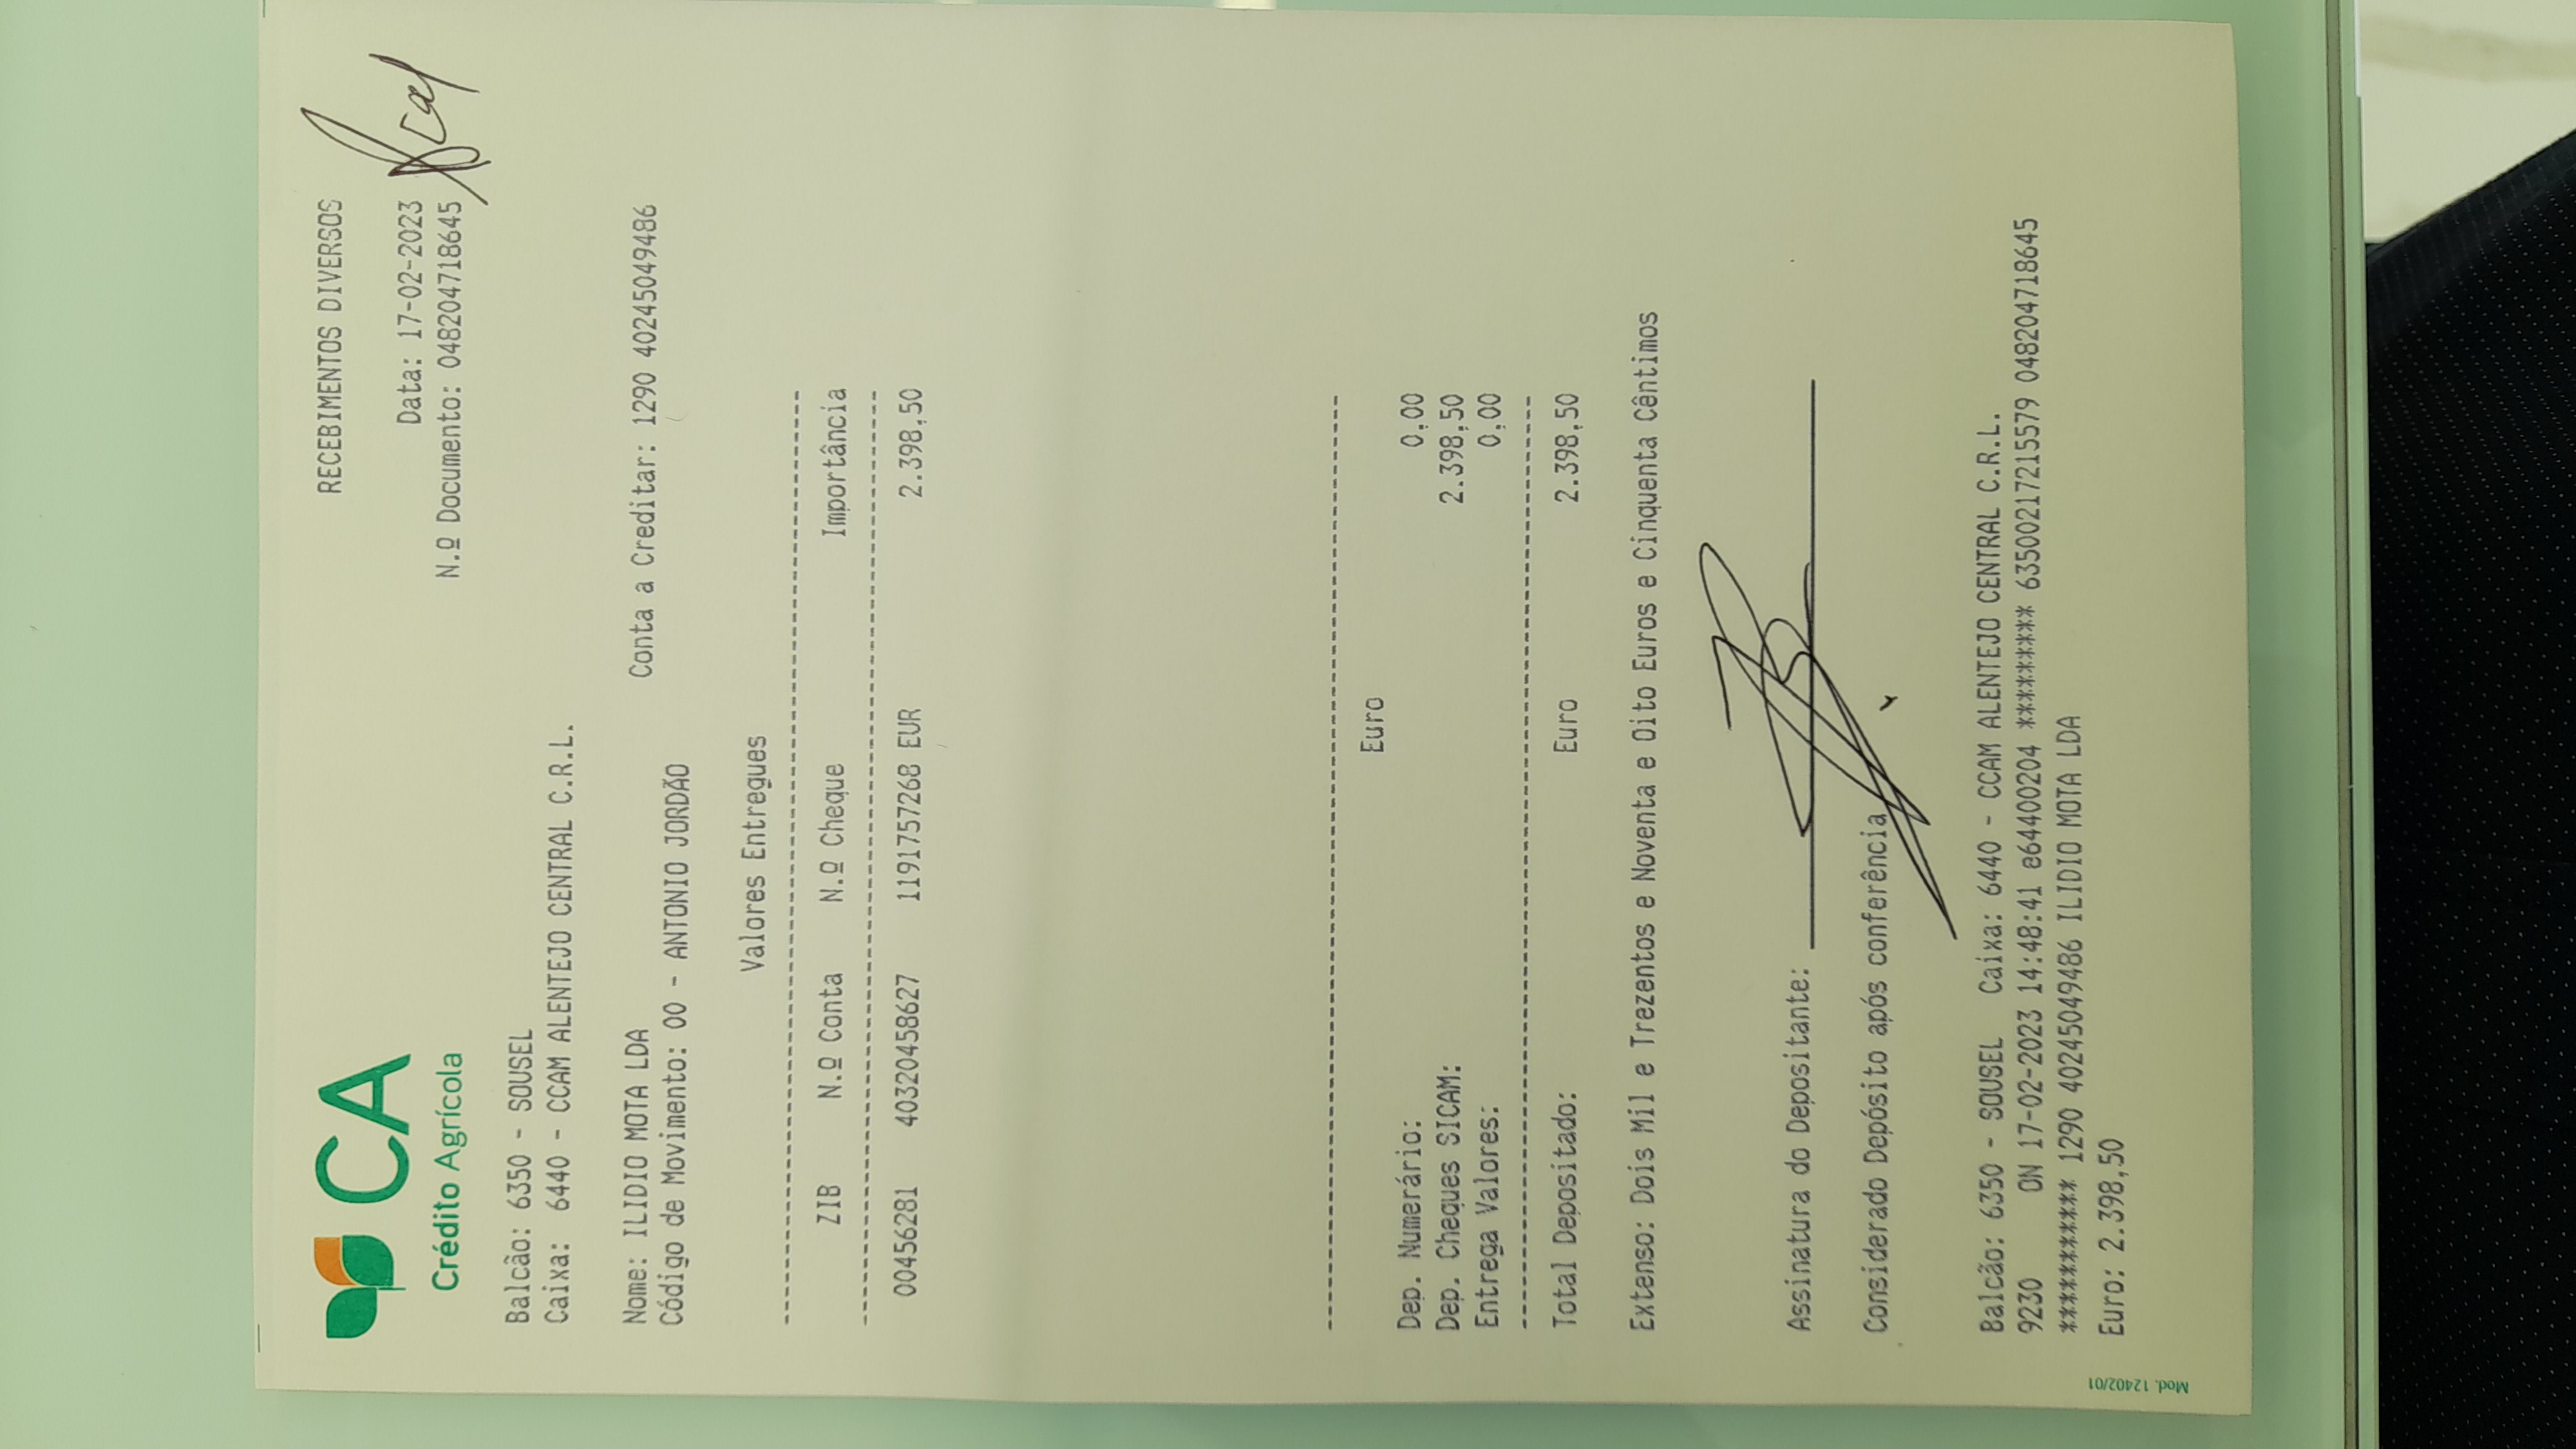 CA
Crédito Agrícola
RECEBIMENTOS DIVERSOS
Data: 17-02-2023
N.º Documento: 04820471８645
Balcão: 6350 - SOUSEL
Caixa: 6440 - CCAM ALENTEJO CENTRAL C.R.L.
Nome: ILIDIO MOTA LDA Conta a Creditar: 1290 40245049486
Código de Movimento: 00 - ANTONIO JORDÃO
Valores Entregues
ZIB N.º Conta N.º Cheque Importância
00456281 40320458627 1191757268 EUR 2.398,50
Euro
Dep. Numerário: 0,00
Dep. Cheques SICAM: 2.398,50
Entrega Valores: 0,00
Total Depositado: Euro 2.398,50
Extenso: Dois Mil e Trezentos e Noventa e Oito Euros e Cinquenta Cêntimos
Assinatura do Depositante:
Considerado Depósito após conferência
Balcão: 6350 - SOUSEL Caixa: 6440 - CCAM ALENTEJO CENTRAL C.R.L.
9230 ON 17-02-2023 14:48:41 e64400204 ******** 6350021721５579 048204718645
********** 1290 40245049486 ILIDIO MOTA LDA
Euro: 2.398,50
Mod. 12402/01